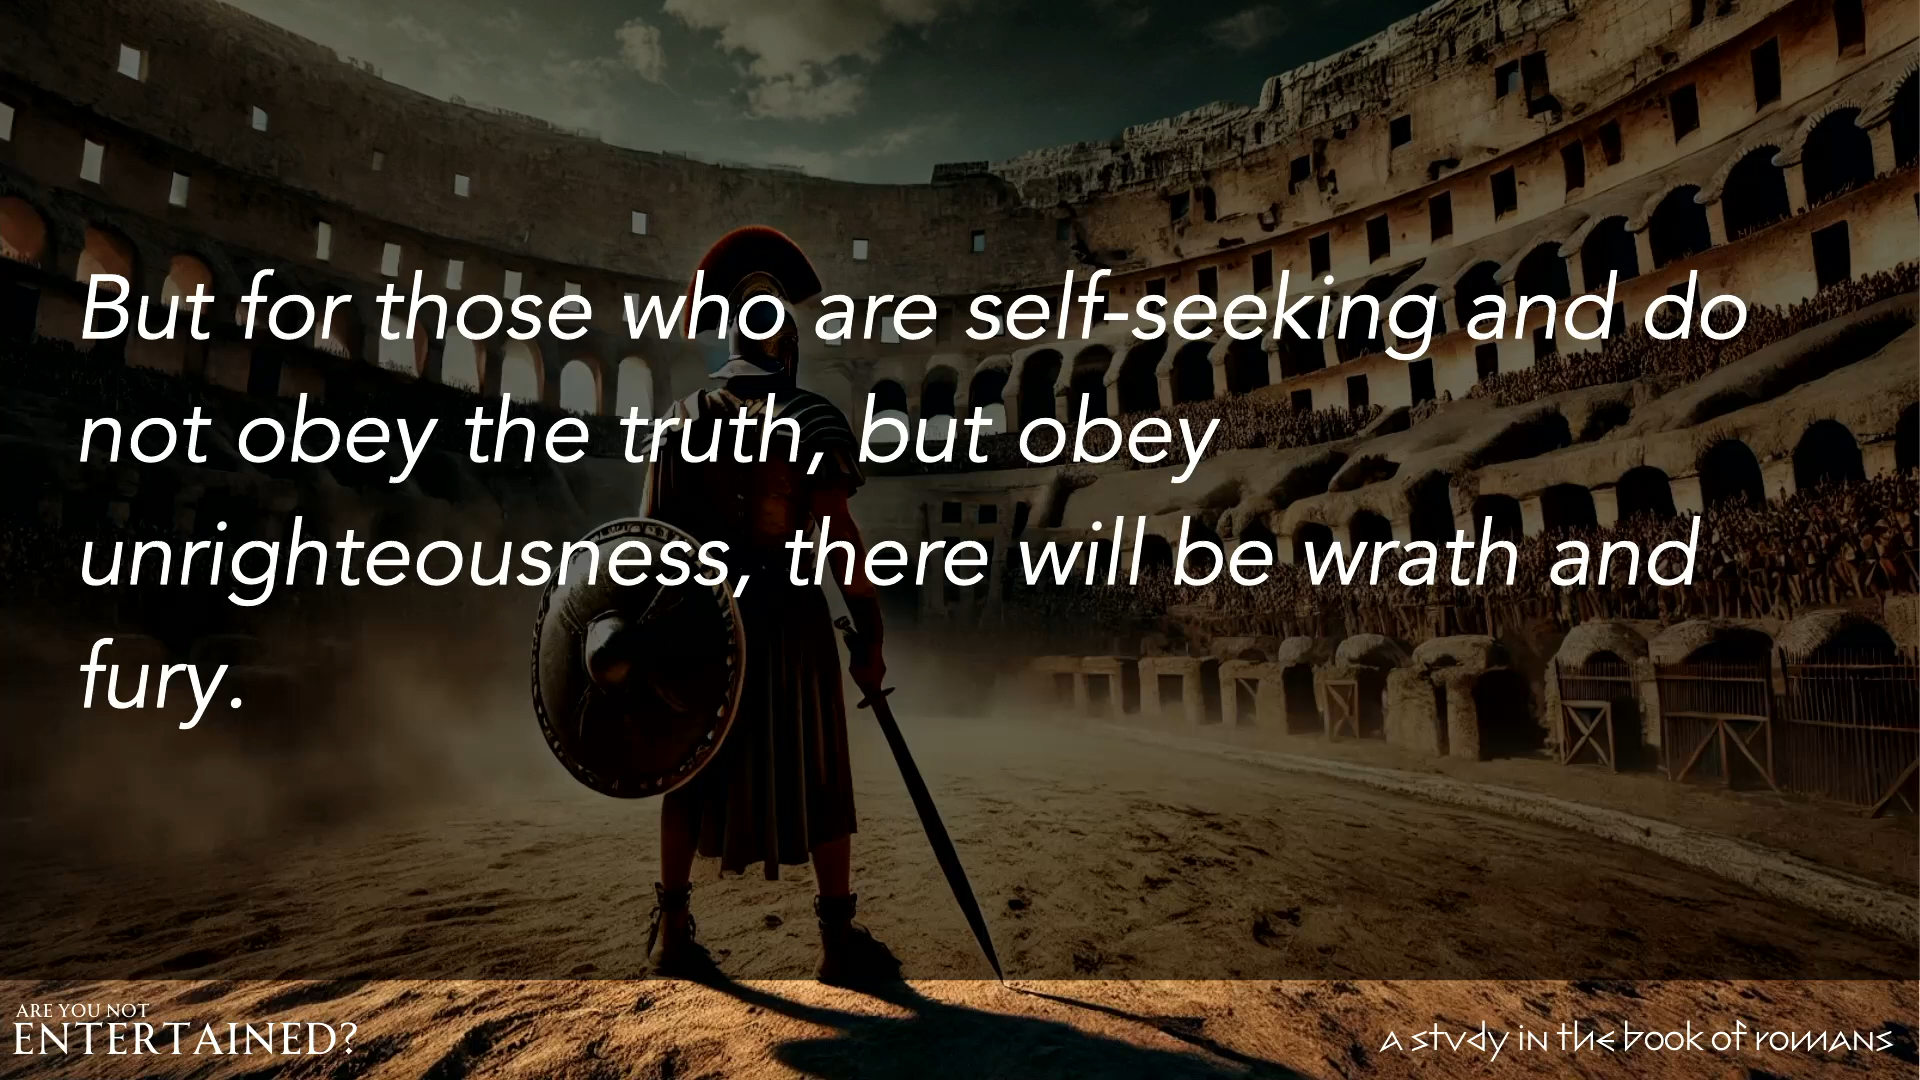 But for those who are self-seeking and do
not obey the truth, but obey
unrighteousness, there will be wrath and
fury.
ARE YOU NOT
ENTERTAINED?
a study in the book of romans